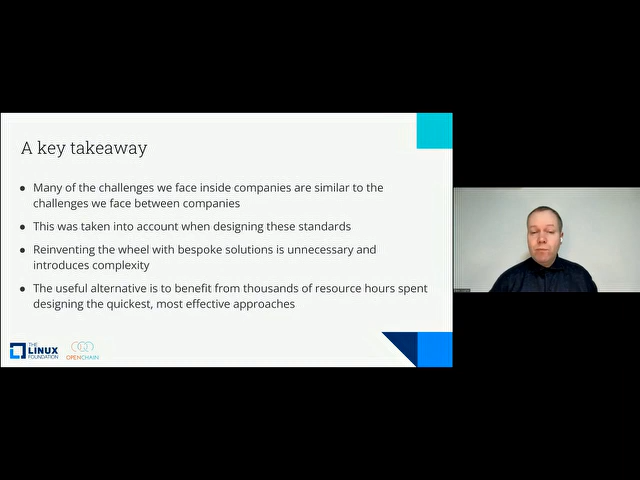 A key takeaway
● Many of the challenges we face inside companies are similar to the
challenges we face between companies
● This was taken into account when designing these standards
● Reinventing the wheel with bespoke solutions is unnecessary and
introduces complexity
● The useful alternative is to benefit from thousands of resource hours spent
designing the quickest, most effective approaches
THE
LINUX
FOUNDATION
OPENCHAIN